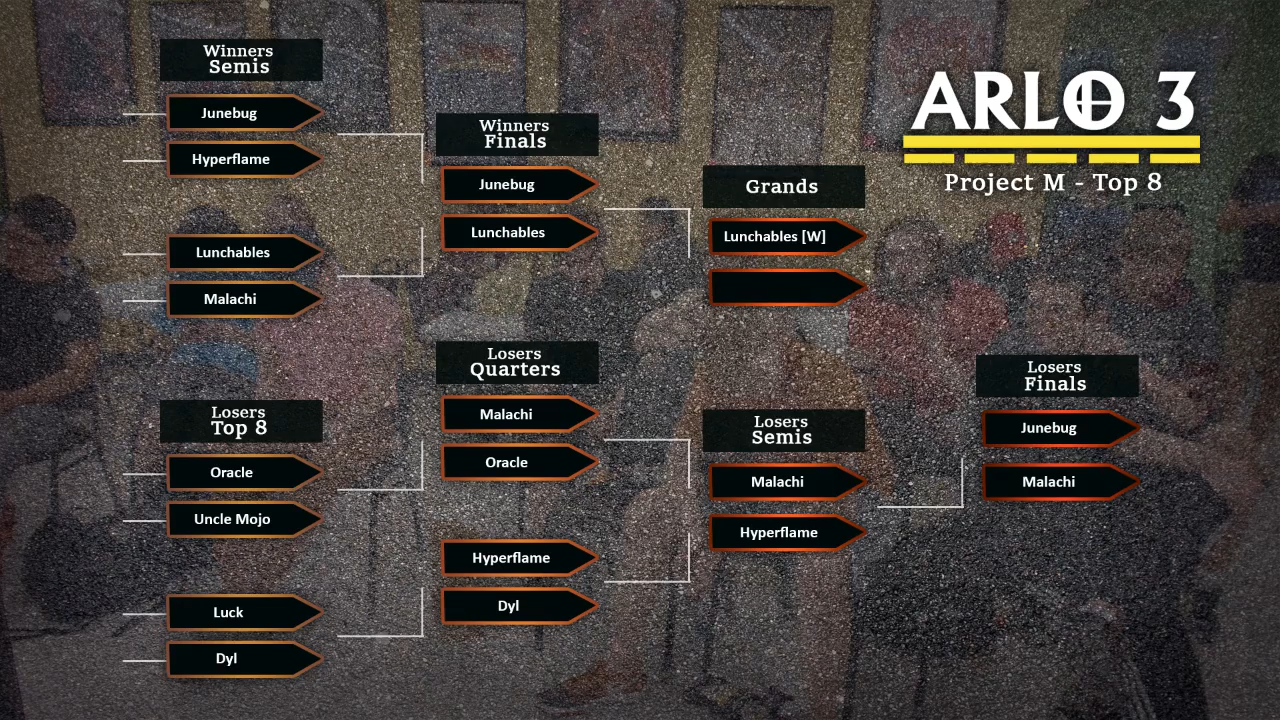 ARLO 3
Project M - Top 8
Winners
Semis
Junebug
Hyperflame
Lunchables
Malachi
Winners
Finals
Junebug
Lunchables
Grands
Lunchables [W]
Losers
Top 8
Oracle
Uncle Mojo
Luck
Dyl
Losers
Quarters
Malachi
Oracle
Hyperflame
Dyl
Losers
Semis
Malachi
Hyperflame
Losers
Finals
Junebug
Malachi